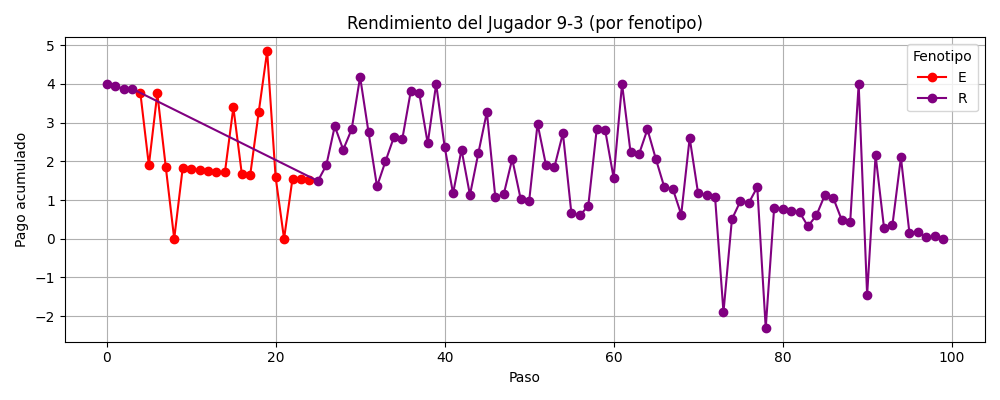 Rendimiento del Jugador 9-3 (por fenotipo)
Pago acumulado
5
4
3
2
1
0
−1
−2
Fenotipo
E
R
0 20 40 60 80 100
Paso